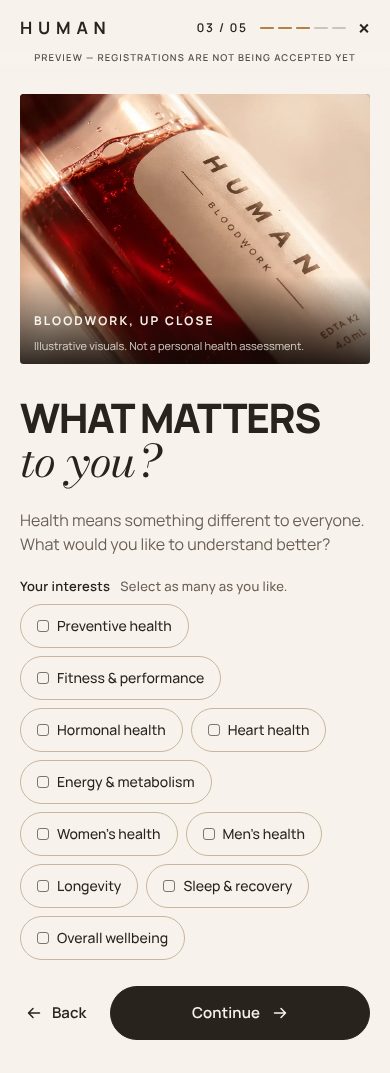 HUMAN
03 / 05
PREVIEW — REGISTRATIONS ARE NOT BEING ACCEPTED YET
HUMAN
BLOODWORK
EDTA K2
4.0 mL
BLOODWORK, UP CLOSE
Illustrative visuals. Not a personal health assessment.
WHAT MATTERS
to you?
Health means something different to everyone.
What would you like to understand better?
Your interests Select as many as you like.
Preventive health
Fitness & performance
Hormonal health
Heart health
Energy & metabolism
Women's health
Men's health
Longevity
Sleep & recovery
Overall wellbeing
← Back
Continue →